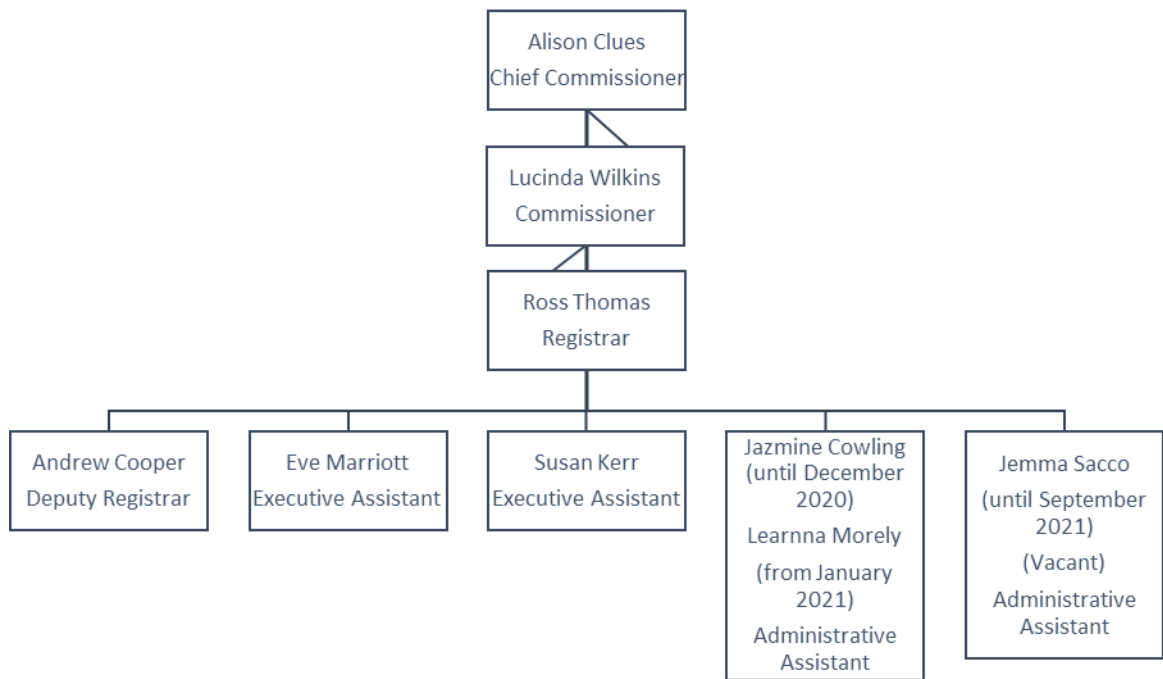 Alison Clues
Chief Commissioner
Lucinda Wilkins
Commissioner
Ross Thomas
Registrar
Andrew Cooper
Deputy Registrar
Eve Marriott
Executive Assistant
Susan Kerr
Executive Assistant
Jazmine Cowling
(until December
2020)
Learnna Morely
(from January
2021)
Administrative
Assistant
Jemma Sacco
(until September
2021)
(Vacant)
Administrative
Assistant